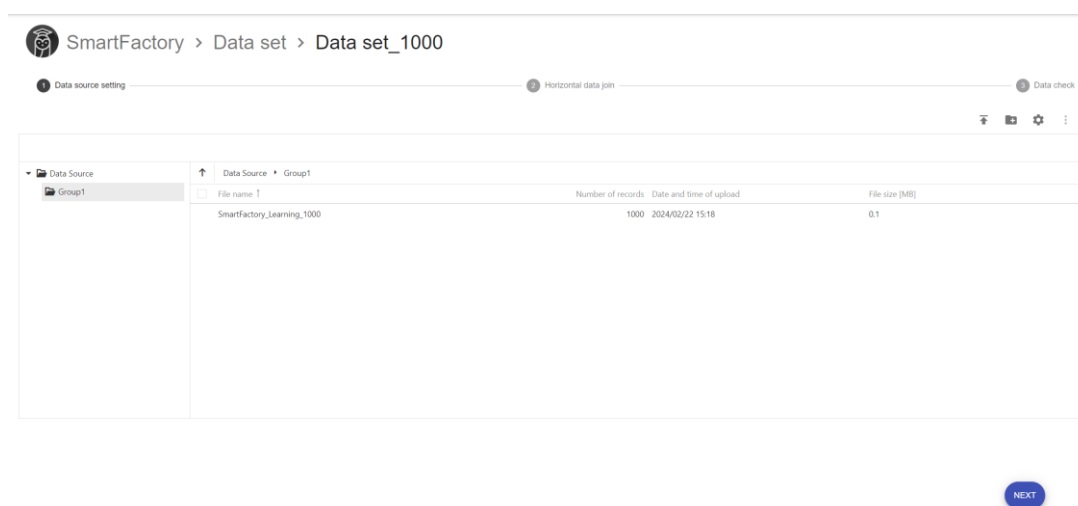 SmartFactory > Data set > Data set_1000
1 Data source setting
2 Horizontal data join
3 Data check
Data Source
Group1
Data Source Group1
File name Number of records Date and time of upload File size [MB]
SmartFactory_Learning_1000 1000 2024/02/22 15:18 0.1
NEXT